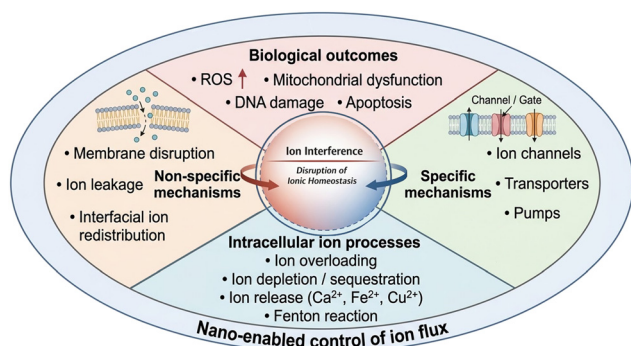 Biological outcomes
• ROS ↑ • Mitochondrial dysfunction
• DNA damage • Apoptosis
• Membrane disruption
• Ion leakage
• Interfacial ion
redistribution
Non-specific
mechanisms
Ion Interference
Disruption of
Ionic Homeostasis
Specific
mechanisms
Channel / Gate
• Ion channels
• Transporters
• Pumps
Intracellular ion processes
• Ion overloading
• Ion depletion / sequestration
• Ion release (Ca²⁺, Fe²⁺, Cu²⁺)
• Fenton reaction
Nano-enabled control of ion flux